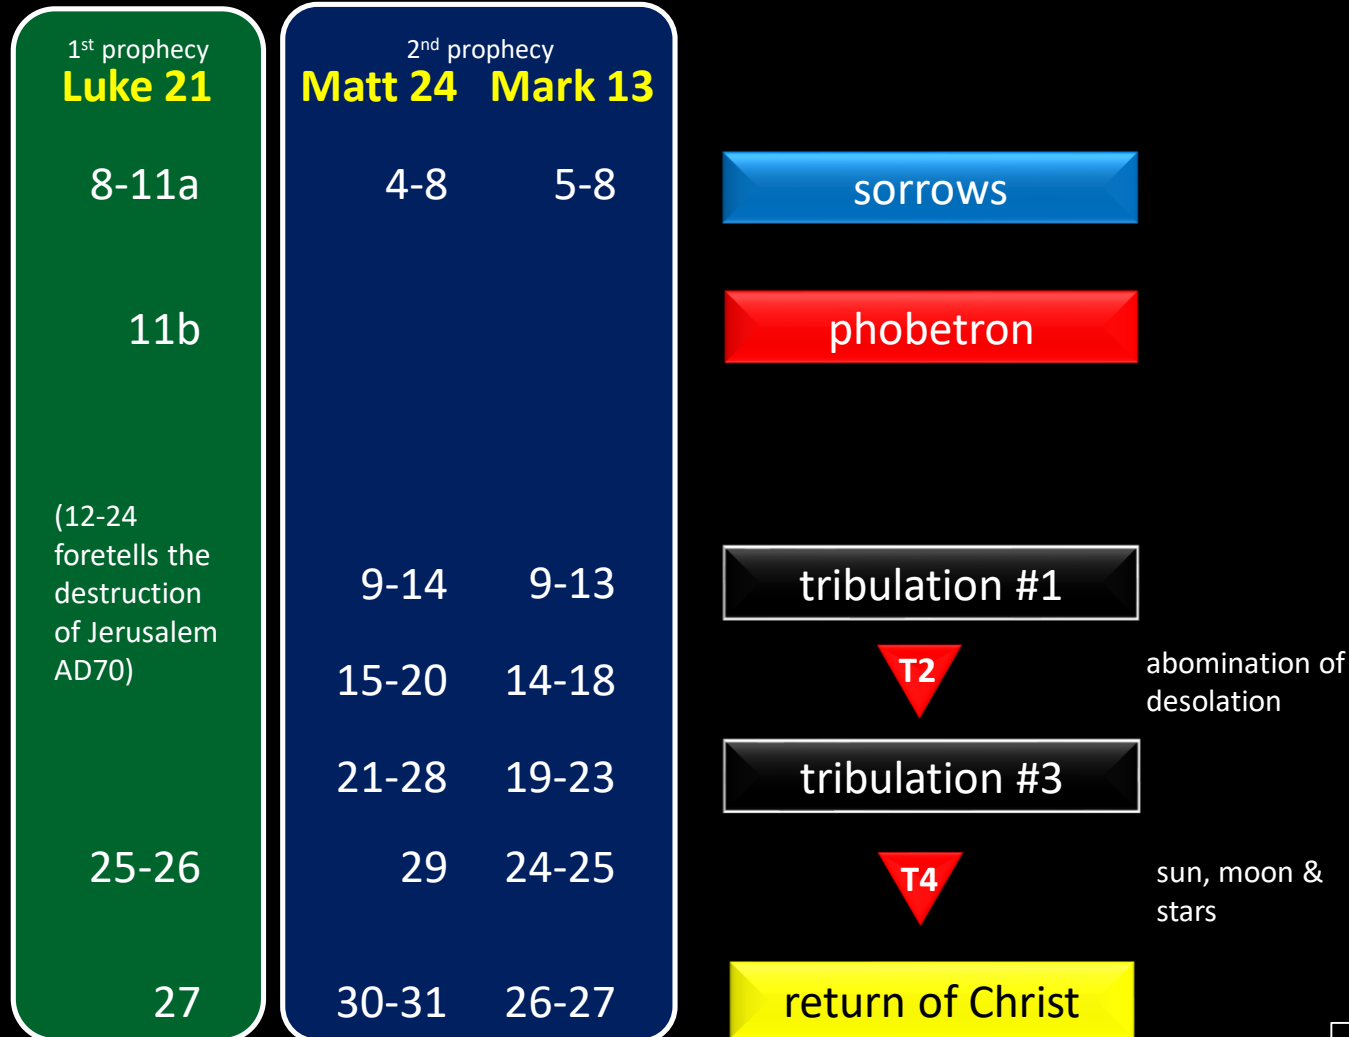 1st prophecy
Luke 21
2nd prophecy
Matt 24 Mark 13
8-11a
4-8 5-8
sorrows
11b
phobetron
(12-24
foretells the
destruction
of Jerusalem
AD70)
9-14 9-13
tribulation #1
15-20 14-18
T2
abomination of
desolation
21-28 19-23
tribulation #3
25-26
29 24-25
T4
sun, moon &
stars
27
30-31 26-27
return of Christ